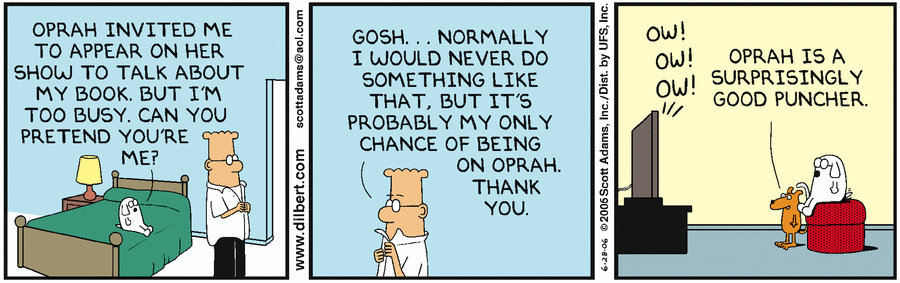 OPRAH INVITED ME
TO APPEAR ON HER
SHOW TO TALK ABOUT
MY BOOK. BUT I'M
TOO BUSY. CAN YOU
PRETEND YOU'RE
ME?
www.dilbert.com
scottadams@aol.com
GOSH... NORMALLY
I WOULD NEVER DO
SOMETHING LIKE
THAT, BUT IT'S
PROBABLY MY ONLY
CHANCE OF BEING
ON OPRAH.
THANK
YOU.
6-28-06 © 2006 Scott Adams, Inc./Dist. by UFS, Inc.
OW!
OW!
OW!
OPRAH IS A
SURPRISINGLY
GOOD PUNCHER.